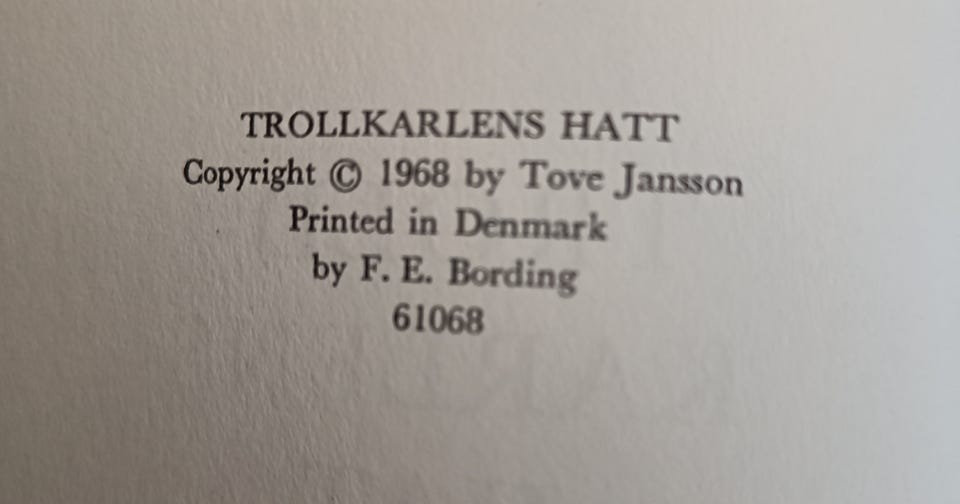 TROLLKARLENS HATT
Copyright © 1968 by Tove Jansson
Printed in Denmark
by F. E. Bording
61068